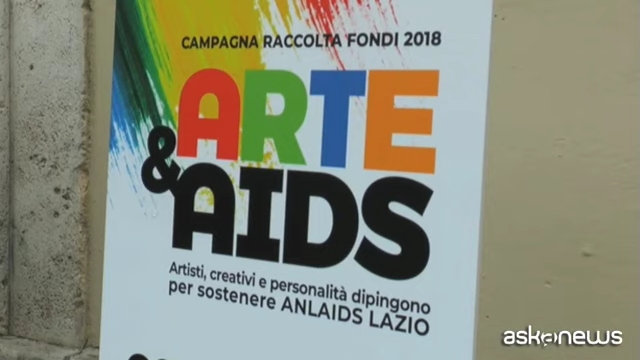 CAMPAGNA RACCOLTA FONDI 2018
ARTE
&AIDS
Artisti, creativi e personalità dipingono
per sostenere ANLAIDS LAZIO
askanews